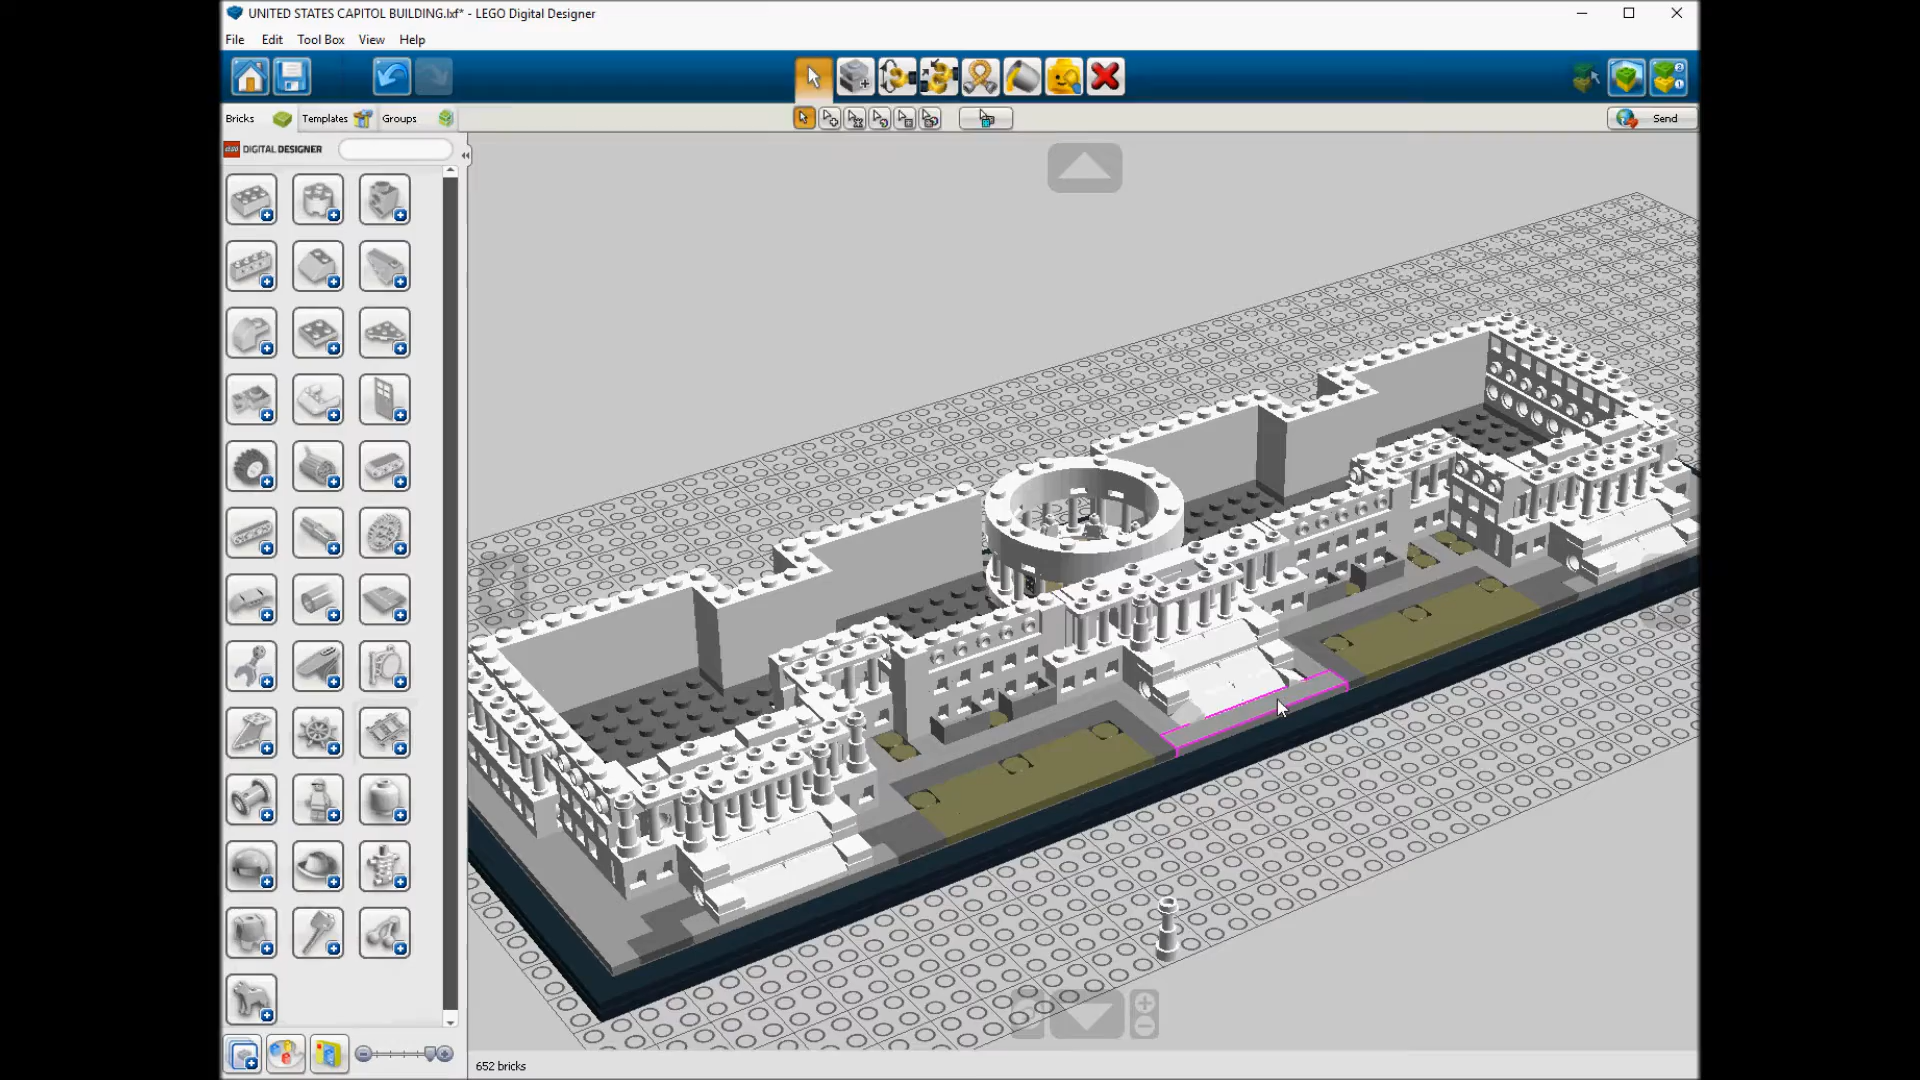 UNITED STATES CAPITOL BUILDING.lxf* - LEGO Digital Designer
File Edit Tool Box View Help
Bricks Templates Groups Send
LEGO DIGITAL DESIGNER
652 bricks